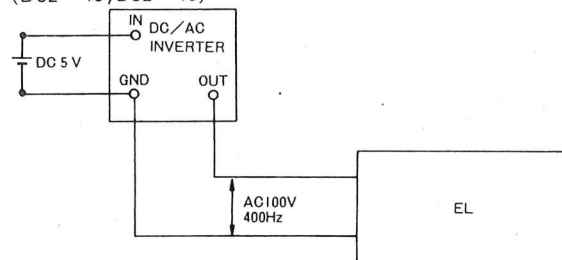 IN
DC/AC
INVERTER
DC 5 V
GND
OUT
AC100V
400Hz
EL